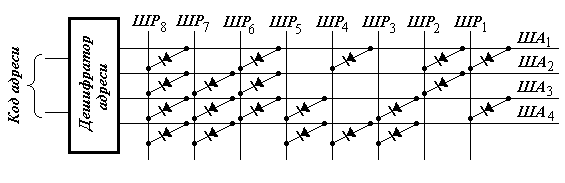 ШР8 ШР7 ШР6 ШР5 ШР4 ШР3 ШР2 ШР1
ША1
ША2
ША3
ША4
Код адреси
Дешифратор
адреси